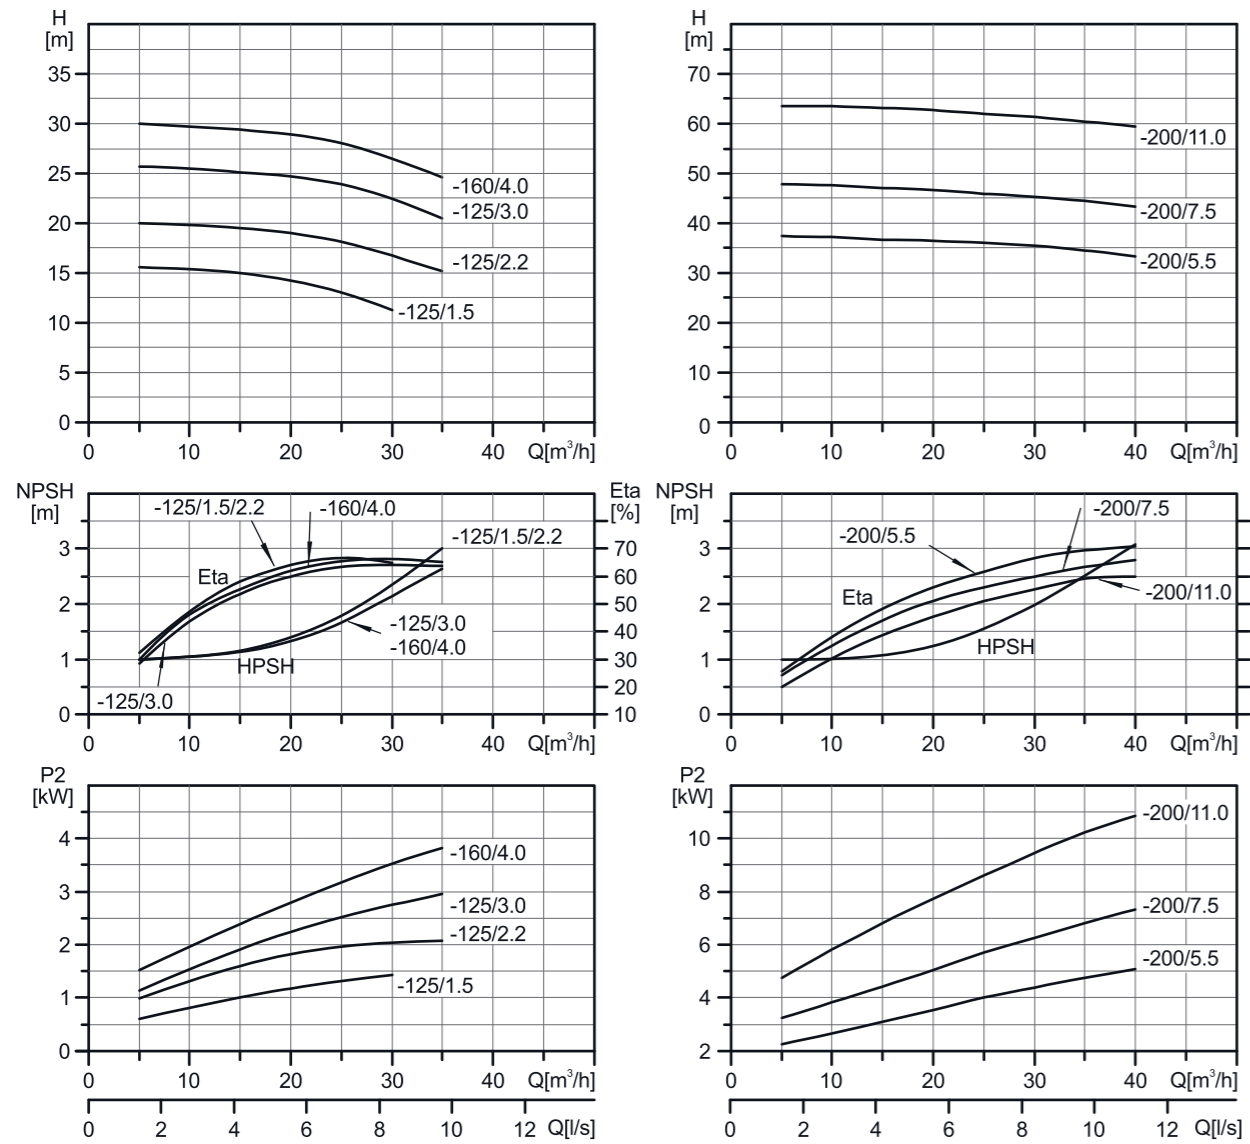 H
[m]
35
30
25
20
15
10
5
0
-160/4.0
-125/3.0
-125/2.2
-125/1.5
0 10 20 30 40 Q[m³/h]
H
[m]
70
60
50
40
30
20
10
0
-200/11.0
-200/7.5
-200/5.5
0 10 20 30 40 Q[m³/h]
NPSH
[m]
3
2
1
0
-125/1.5/2.2
-160/4.0
Eta
[%]
-125/1.5/2.2
70
60
50
40
30
20
10
Eta
-125/3.0
-160/4.0
HPSH
-125/3.0
0 10 20 30 40 Q[m³/h]
NPSH
[m]
3
2
1
0
-200/7.5
-200/5.5
Eta
-200/11.0
HPSH
0 10 20 30 40 Q[m³/h]
P2
[kW]
4
3
2
1
0
-160/4.0
-125/3.0
-125/2.2
-125/1.5
0 10 20 30 40 Q[m³/h]
0 2 4 6 8 10 12 Q[l/s]
P2
[kW]
10
8
6
4
2
-200/11.0
-200/7.5
-200/5.5
0 10 20 30 40 Q[m³/h]
0 2 4 6 8 10 12 Q[l/s]